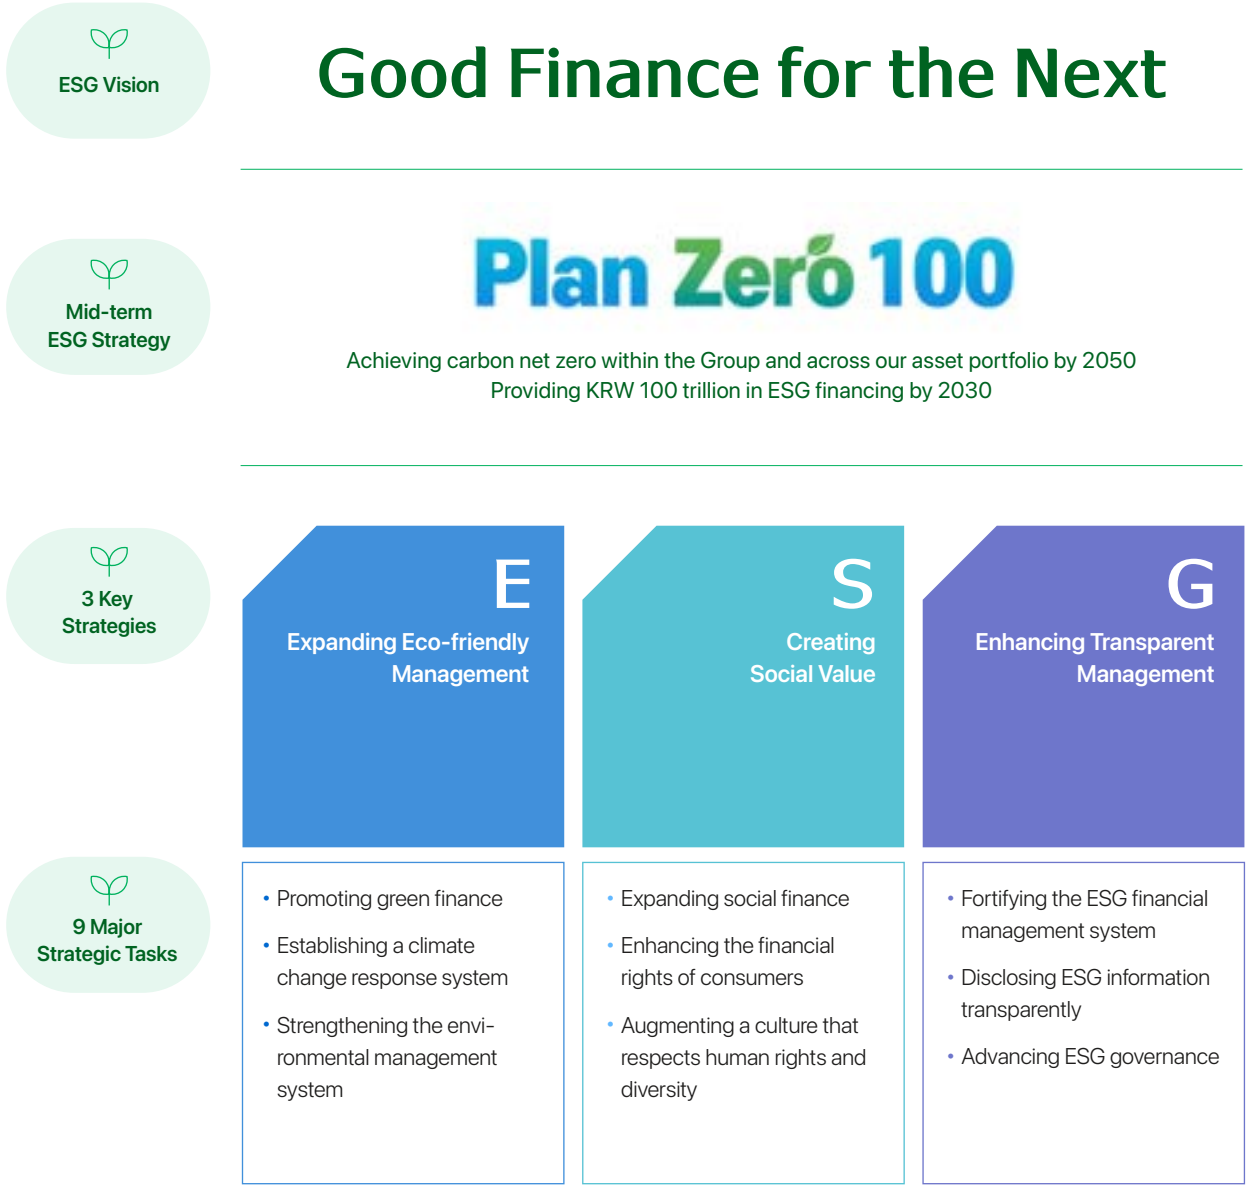 ESG Vision
Good Finance for the Next
Mid-term
ESG Strategy
Plan Zero 100
Achieving carbon net zero within the Group and across our asset portfolio by 2050
Providing KRW 100 trillion in ESG financing by 2030
3 Key
Strategies
E
Expanding Eco-friendly
Management
S
Creating
Social Value
G
Enhancing Transparent
Management
9 Major
Strategic Tasks
• Promoting green finance
• Establishing a climate
change response system
• Strengthening the envi-
ronmental management
system
• Expanding social finance
• Enhancing the financial
rights of consumers
• Augmenting a culture that
respects human rights and
diversity
• Fortifying the ESG financial
management system
• Disclosing ESG information
transparently
• Advancing ESG governance